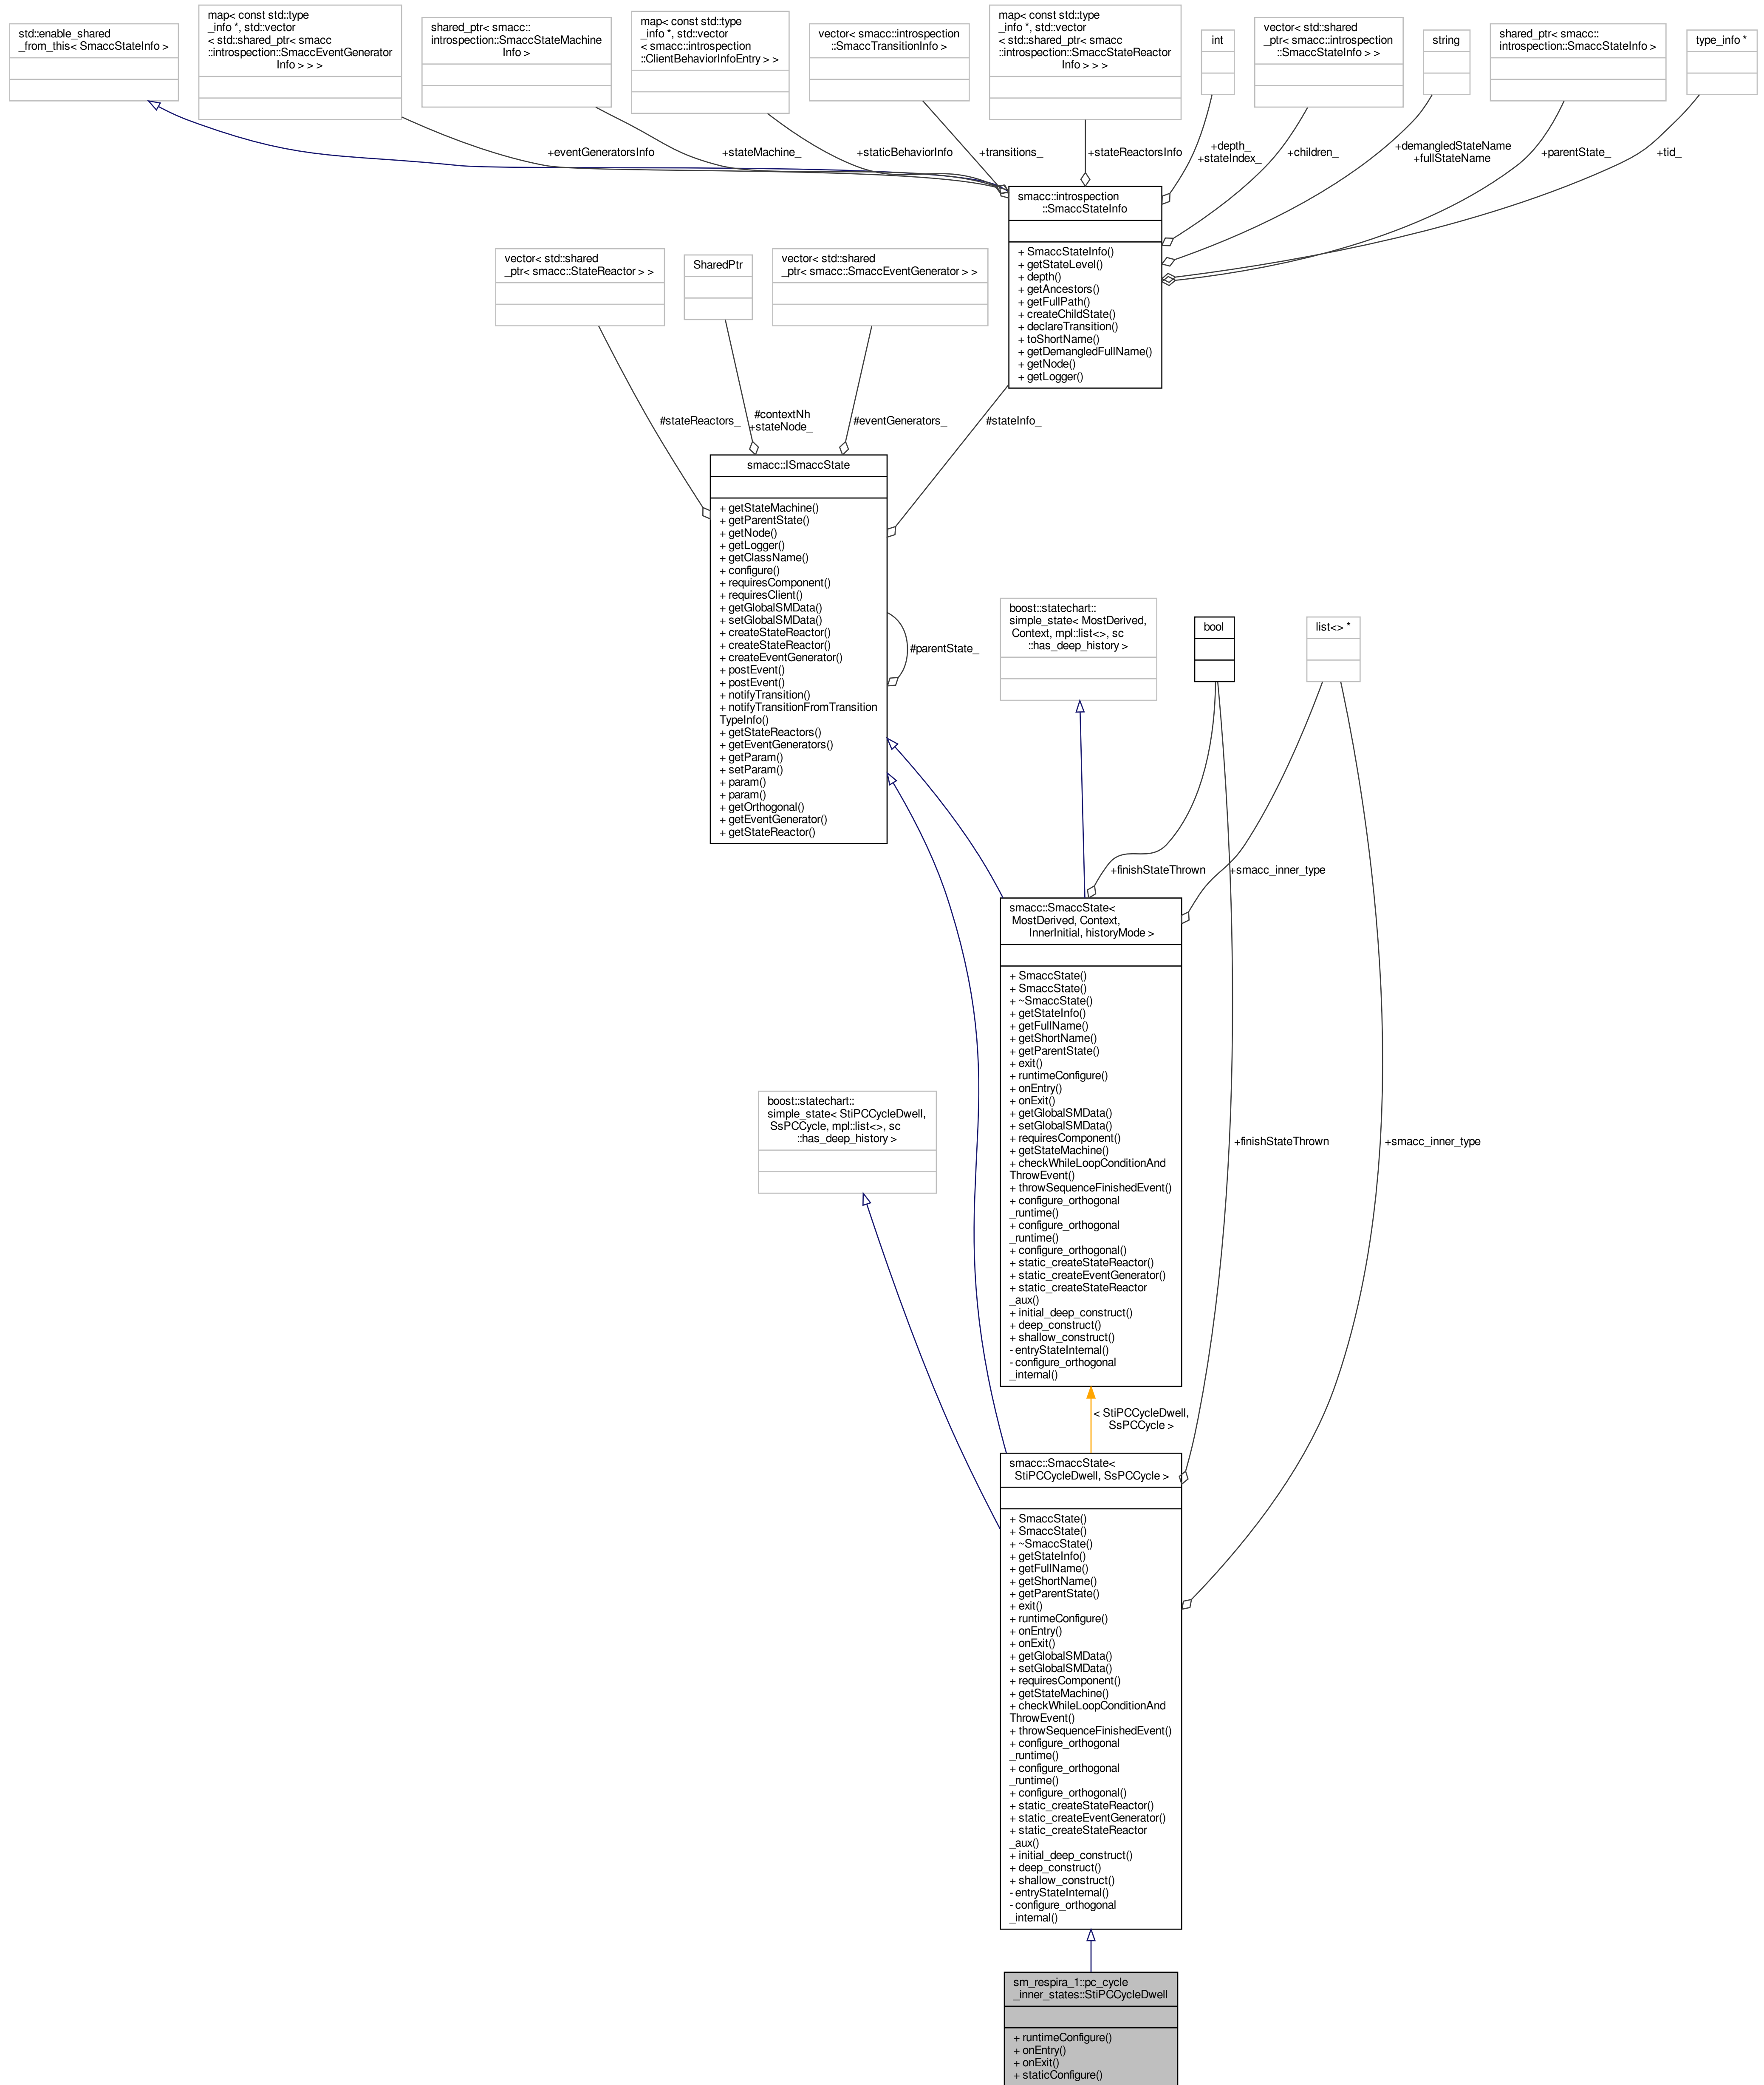 std::enable_shared
_from_this< SmaccStateInfo >
map< const std::type
_info *, std::vector
< std::shared_ptr< smacc
::introspection::SmaccEventGenerator
Info > > >
shared_ptr< smacc::
introspection::SmaccStateMachine
Info >
map< const std::type
_info *, std::vector
< smacc::introspection
::ClientBehaviorInfoEntry > >
vector< smacc::introspection
::SmaccTransitionInfo >
map< const std::type
_info *, std::vector
< std::shared_ptr< smacc
::introspection::SmaccStateReactor
Info > > >
int
vector< std::shared
_ptr< smacc::introspection
::SmaccStateInfo > >
string
shared_ptr< smacc::
introspection::SmaccStateInfo >
type_info *
+eventGeneratorsInfo
+stateMachine_
+staticBehaviorInfo
+transitions_
+stateReactorsInfo
+depth_
+stateIndex_
+children_
+demangledStateName
+fullStateName
+parentState_
+tid_
smacc::introspection
::SmaccStateInfo
+ SmaccStateInfo()
+ getStateLevel()
+ depth()
+ getAncestors()
+ getFullPath()
+ createChildState()
+ declareTransition()
+ toShortName()
+ getDemangledFullName()
+ getNode()
+ getLogger()
vector< std::shared
_ptr< smacc::StateReactor > >
SharedPtr
vector< std::shared
_ptr< smacc::SmaccEventGenerator > >
#stateReactors_
#contextNh
+stateNode_
#eventGenerators_
#stateInfo_
smacc::ISmaccState
+ getStateMachine()
+ getParentState()
+ getNode()
+ getLogger()
+ getClassName()
+ configure()
+ requiresComponent()
+ requiresClient()
+ getGlobalSMData()
+ setGlobalSMData()
+ createStateReactor()
+ createStateReactor()
+ createEventGenerator()
+ postEvent()
+ postEvent()
+ notifyTransition()
+ notifyTransitionFromTransition
TypeInfo()
+ getStateReactors()
+ getEventGenerators()
+ getParam()
+ setParam()
+ param()
+ param()
+ getOrthogonal()
+ getEventGenerator()
+ getStateReactor()
#parentState_
boost::statechart::
simple_state< MostDerived,
Context, mpl::list<>, sc
::has_deep_history >
bool
list<> *
+finishStateThrown
+smacc_inner_type
smacc::SmaccState<
MostDerived, Context,
InnerInitial, historyMode >
+ SmaccState()
+ SmaccState()
+ ~SmaccState()
+ getStateInfo()
+ getFullName()
+ getShortName()
+ getParentState()
+ exit()
+ runtimeConfigure()
+ onEntry()
+ onExit()
+ getGlobalSMData()
+ setGlobalSMData()
+ requiresComponent()
+ getStateMachine()
+ checkWhileLoopConditionAnd
ThrowEvent()
+ throwSequenceFinishedEvent()
+ configure_orthogonal
_runtime()
+ configure_orthogonal
_runtime()
+ configure_orthogonal()
+ static_createStateReactor()
+ static_createEventGenerator()
+ static_createStateReactor
_aux()
+ initial_deep_construct()
+ deep_construct()
+ shallow_construct()
- entryStateInternal()
- configure_orthogonal
_internal()
boost::statechart::
simple_state< StiPCCycleDwell,
SsPCCycle, mpl::list<>, sc
::has_deep_history >
+finishStateThrown
+smacc_inner_type
< StiPCCycleDwell,
SsPCCycle >
smacc::SmaccState<
StiPCCycleDwell, SsPCCycle >
+ SmaccState()
+ SmaccState()
+ ~SmaccState()
+ getStateInfo()
+ getFullName()
+ getShortName()
+ getParentState()
+ exit()
+ runtimeConfigure()
+ onEntry()
+ onExit()
+ getGlobalSMData()
+ setGlobalSMData()
+ requiresComponent()
+ getStateMachine()
+ checkWhileLoopConditionAnd
ThrowEvent()
+ throwSequenceFinishedEvent()
+ configure_orthogonal
_runtime()
+ configure_orthogonal
_runtime()
+ configure_orthogonal()
+ static_createStateReactor()
+ static_createEventGenerator()
+ static_createStateReactor
_aux()
+ initial_deep_construct()
+ deep_construct()
+ shallow_construct()
- entryStateInternal()
- configure_orthogonal
_internal()
sm_respira_1::pc_cycle
_inner_states::StiPCCycleDwell
+ runtimeConfigure()
+ onEntry()
+ onExit()
+ staticConfigure()